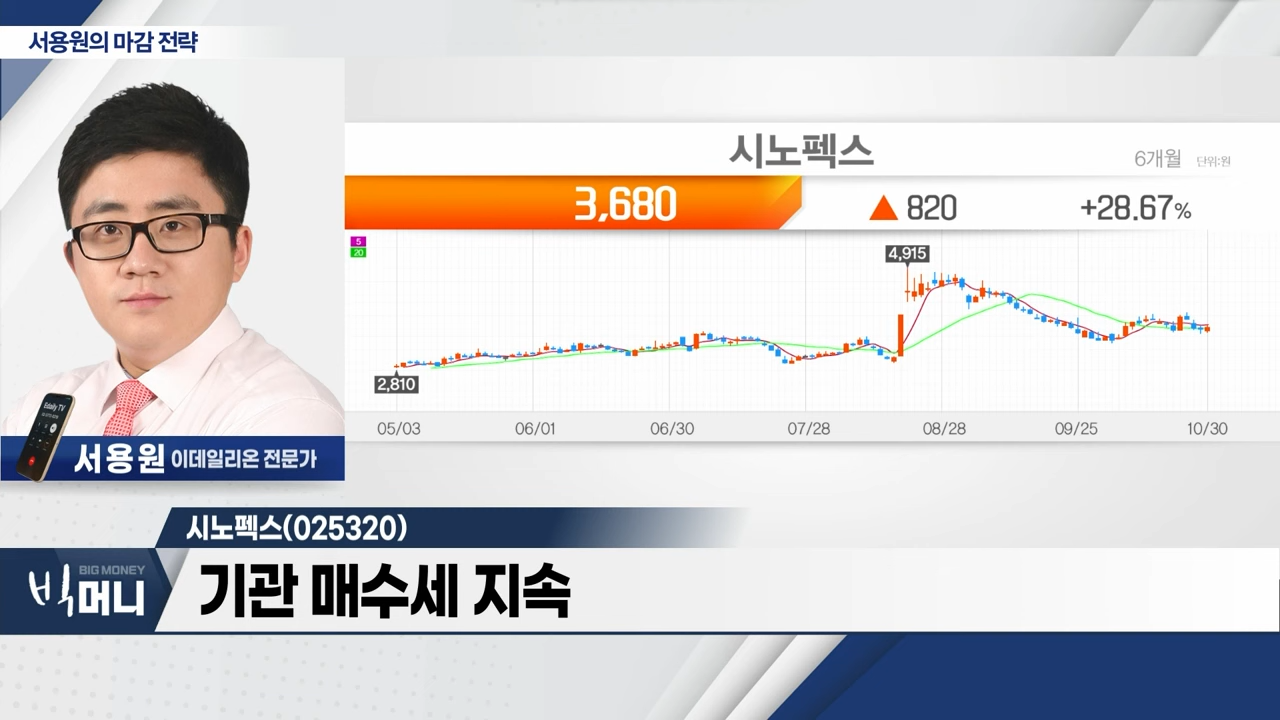 서용원의 마감 전략
시노펙스
6개월 단위:원
3,680 ▲ 820 +28.67%
5
20
4,915
2,810
05/03 06/01 06/30 07/28 08/28 09/25 10/30
Edaily TV
서용원 이데일리온 전문가
시노펙스(025320)
BIG MONEY
빅머니
기관 매수세 지속